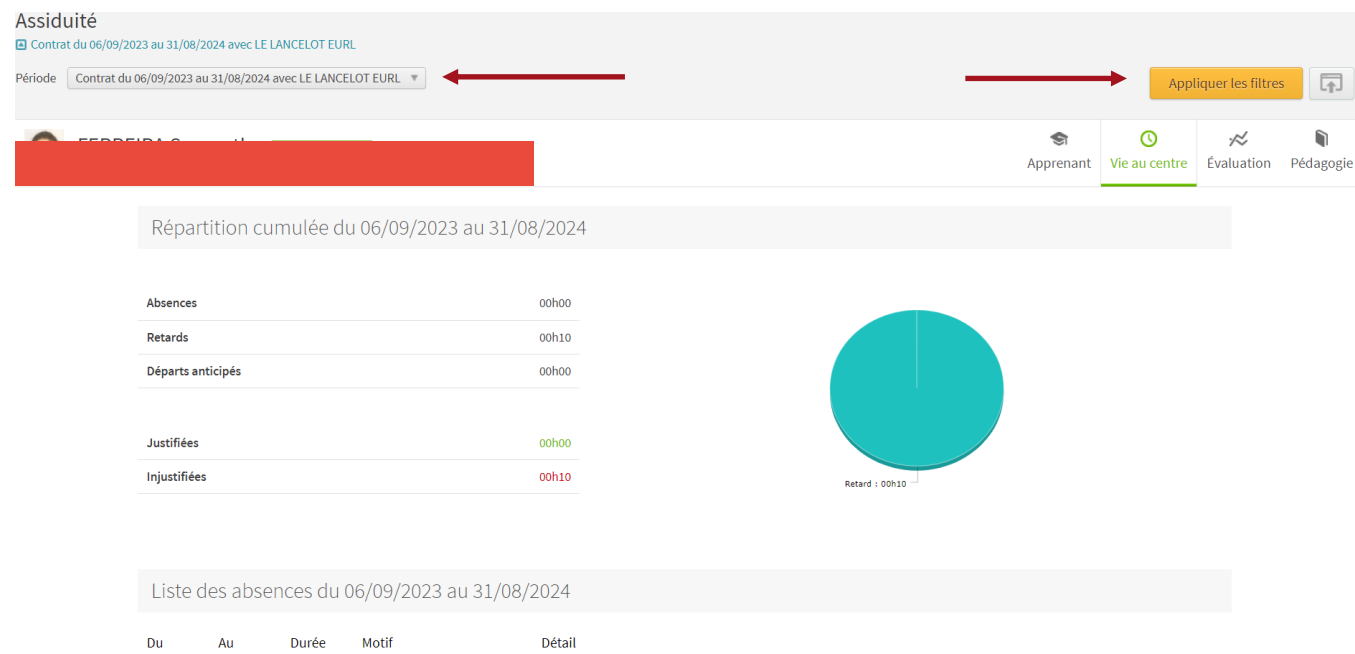 Assiduité
Contrat du 06/09/2023 au 31/08/2024 avec LE LANCELOT EURL
Période Contrat du 06/09/2023 au 31/08/2024 avec LE LANCELOT EURL
Appliquer les filtres
Apprenant Vie au centre Évaluation Pédagogie
Répartition cumulée du 06/09/2023 au 31/08/2024
Absences 00h00
Retards 00h10
Départs anticipés 00h00
Justifiées 00h00
Injustifiées 00h10
Retard : 00h10
Liste des absences du 06/09/2023 au 31/08/2024
Du Au Durée Motif Détail